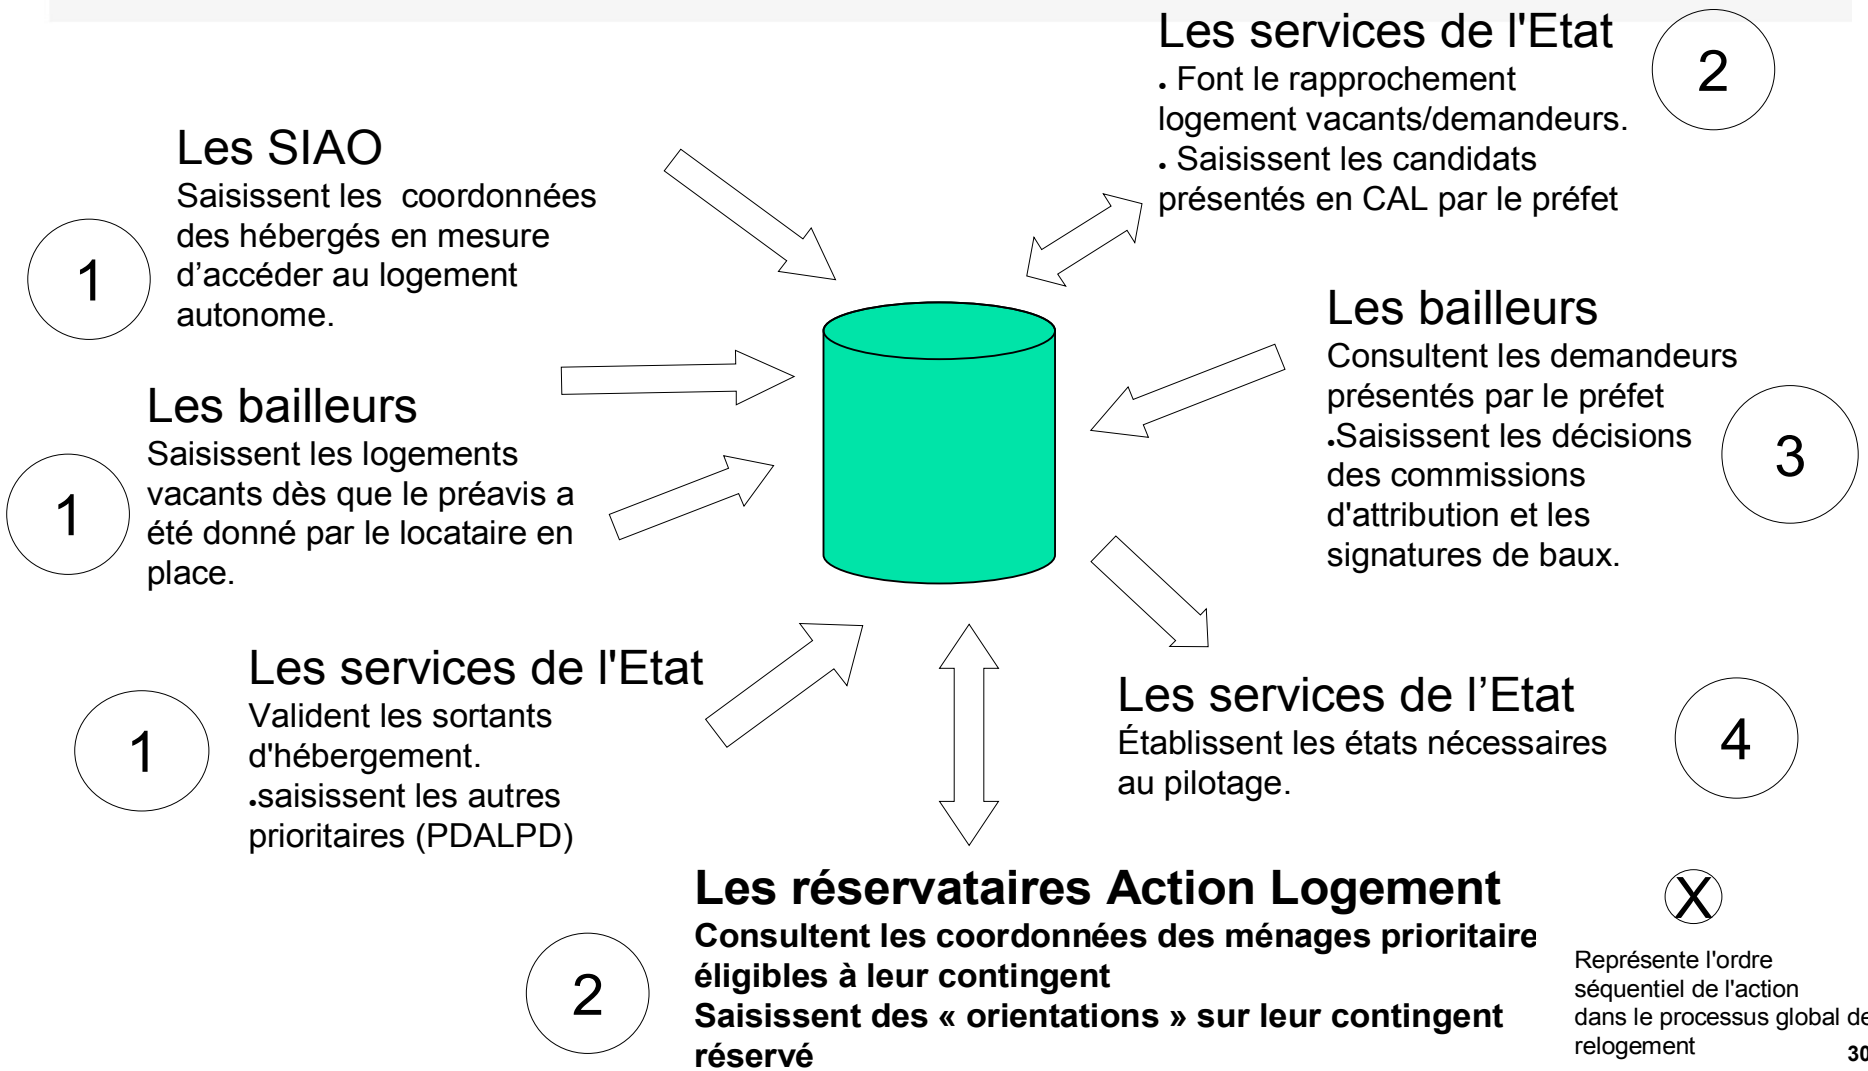 Les SIAO
Saisissent les coordonnées
des hébergés en mesure
d’accéder au logement
autonome.
1
Les bailleurs
Saisissent les logements
vacants dès que le préavis a
été donné par le locataire en
place.
1
Les services de l'Etat
Valident les sortants
d'hébergement.
•saisissent les autres
prioritaires (PDALPD)
1
Les services de l'Etat
• Font le rapprochement
logement vacants/demandeurs.
• Saisissent les candidats
présentés en CAL par le préfet
2
Les bailleurs
Consultent les demandeurs
présentés par le préfet
•Saisissent les décisions
des commissions
d'attribution et les
signatures de baux.
3
Les services de l’Etat
Établissent les états nécessaires
au pilotage.
4
Les réservataires Action Logement
Consultent les coordonnées des ménages prioritaire
éligibles à leur contingent
Saisissent des « orientations » sur leur contingent
réservé
2
X
Représente l'ordre
séquentiel de l'action
dans le processus global de
relogement
30